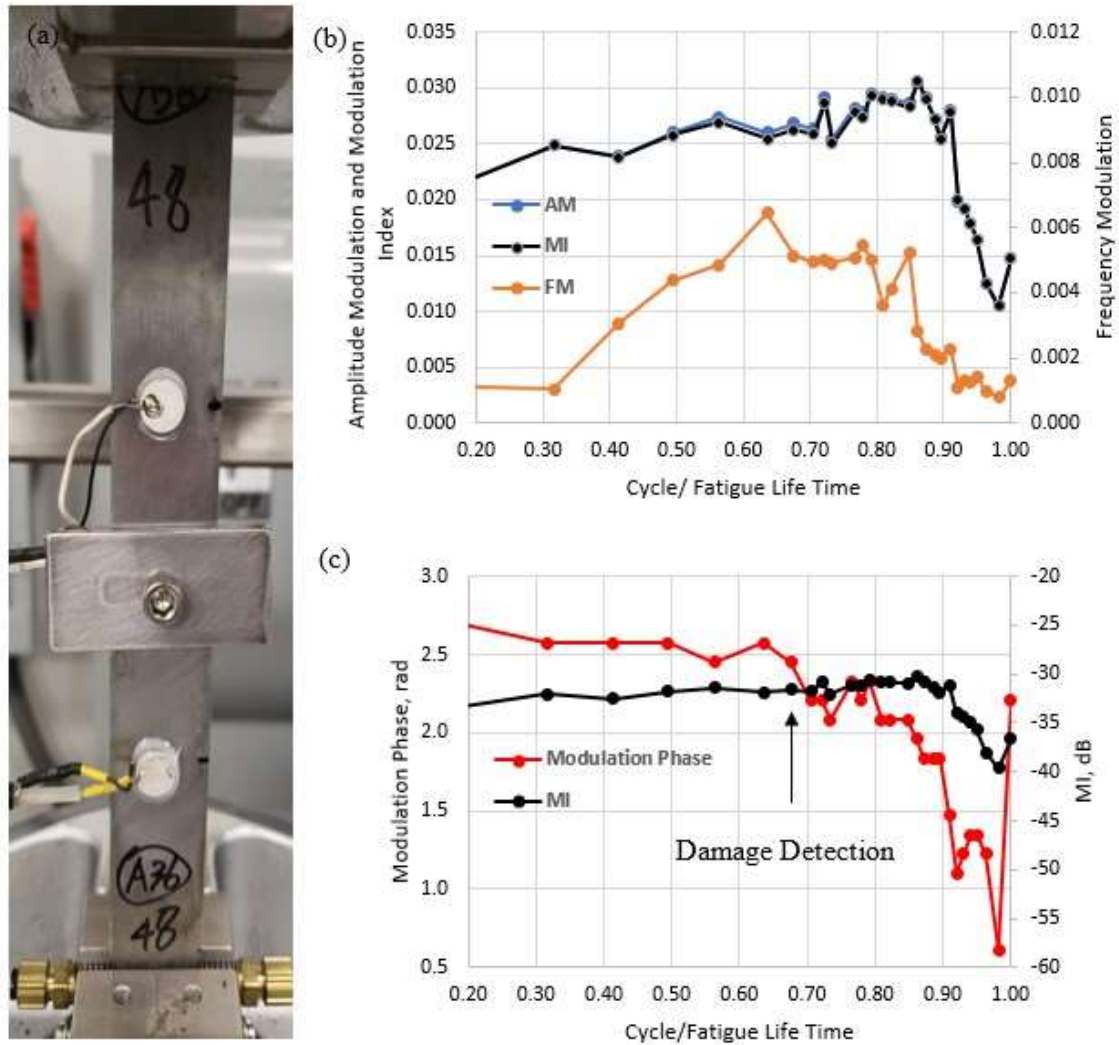 (a)
48
A36
48
(b)
0.035
0.030
0.025
0.020
0.015
0.010
0.005
0.000
Amplitude Modulation and Modulation
Index
AM
MI
FM
0.012
0.010
0.008
0.006
0.004
0.002
0.000
Frequency Modulation
0.20 0.30 0.40 0.50 0.60 0.70 0.80 0.90 1.00
Cycle/ Fatigue Life Time
(c)
3.0
2.5
2.0
1.5
1.0
0.5
Modulation Phase, rad
Modulation Phase
MI
Damage Detection
-20
-25
-30
-35
-40
-45
-50
-55
-60
MI, dB
0.20 0.30 0.40 0.50 0.60 0.70 0.80 0.90 1.00
Cycle/Fatigue Life Time